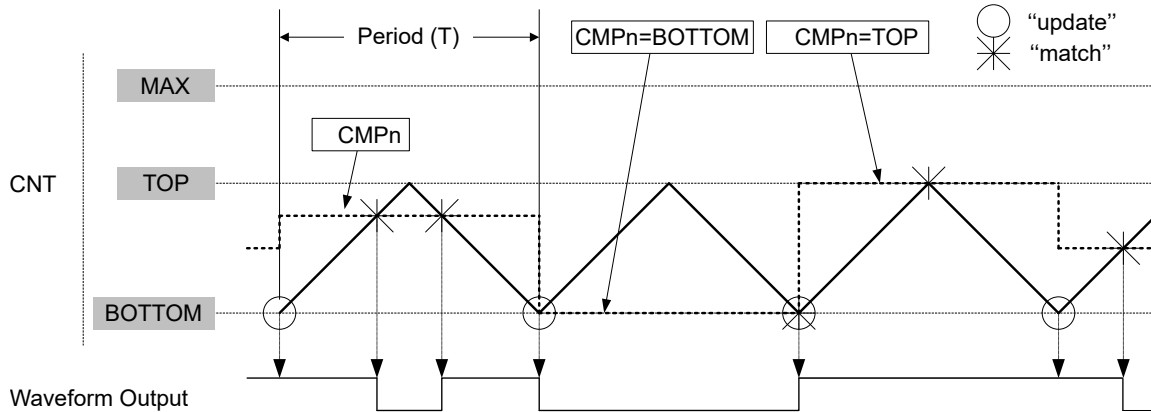 Period (T)
CMPn=BOTTOM
CMPn=TOP
“update”
“match”
MAX
CMPn
CNT
TOP
BOTTOM
Waveform Output